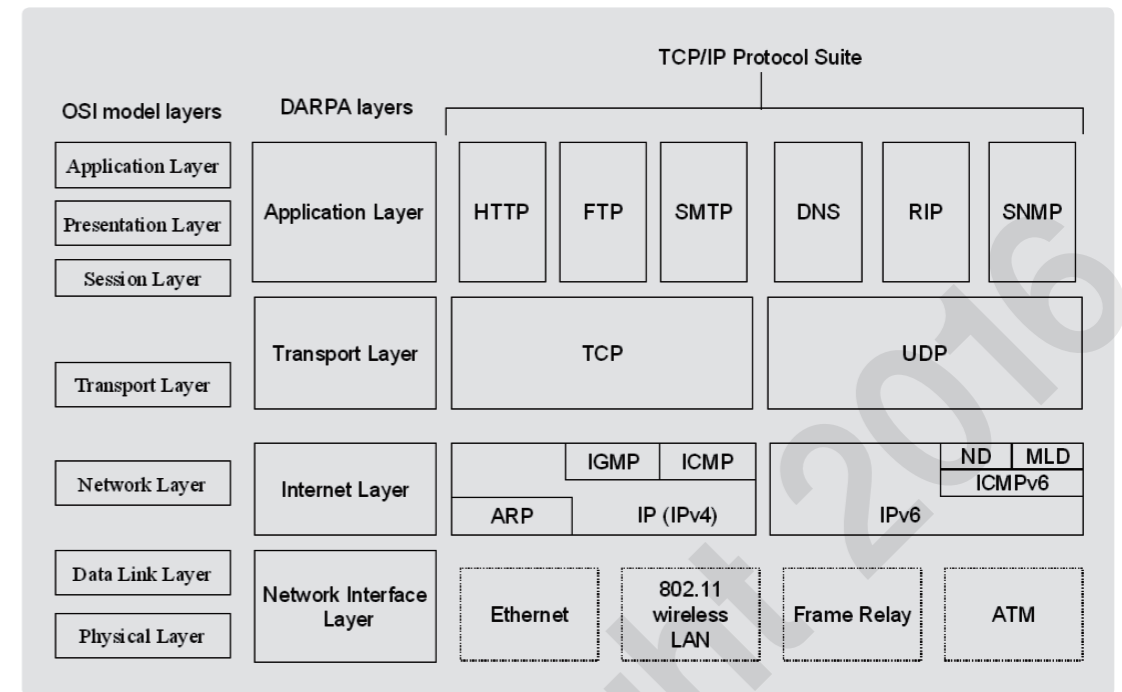 TCP/IP Protocol Suite
OSI model layers
DARPA layers
Application Layer
Presentation Layer
Session Layer
Application Layer
HTTP
FTP
SMTP
DNS
RIP
SNMP
Transport Layer
Transport Layer
TCP
UDP
Network Layer
Internet Layer
IGMP
ICMP
ARP
IP (IPv4)
ND
MLD
ICMPv6
IPv6
Data Link Layer
Physical Layer
Network Interface
Layer
Ethernet
802.11
wireless
LAN
Frame Relay
ATM
2016